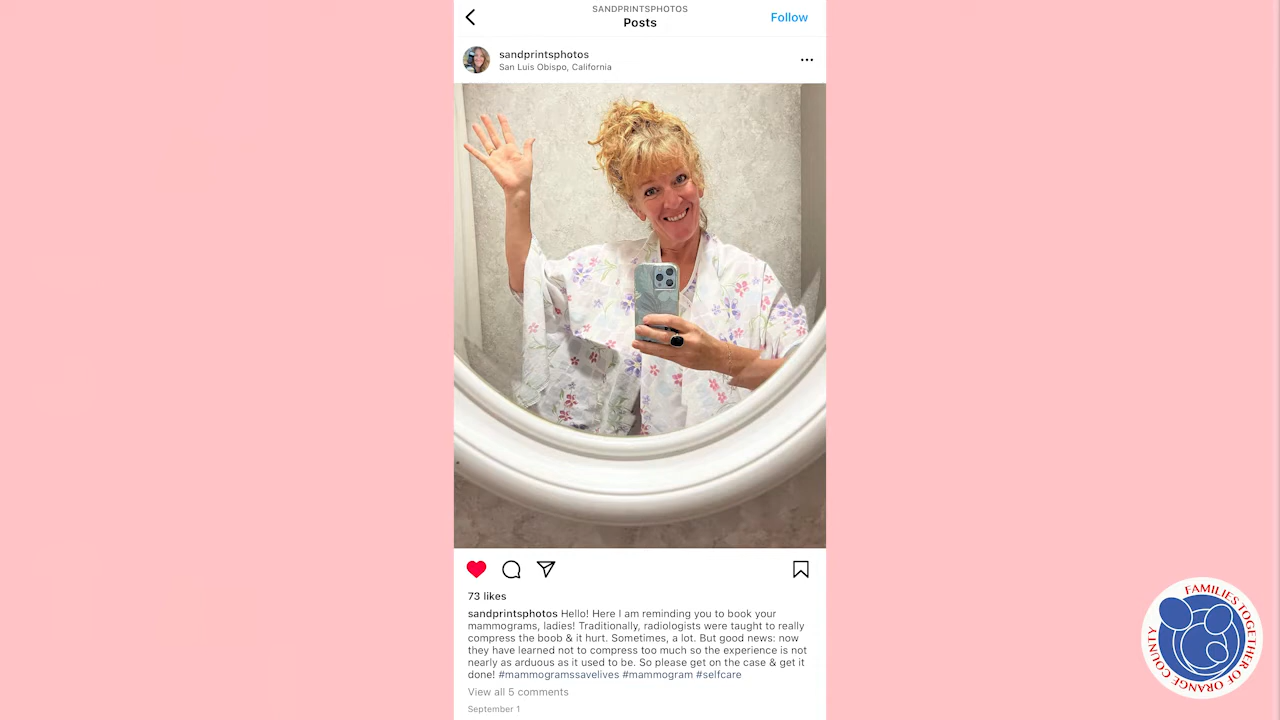 SANDPRINTSPHOTOS
Posts
Follow
sandprintsphotos
San Luis Obispo, California
73 likes
sandprintsphotos Hello! Here I am reminding you to book your
mammograms, ladies! Traditionally, radiologists were taught to really
compress the boob & it hurt. Sometimes, a lot. But good news: now
they have learned not to compress too much so the experience is not
nearly as arduous as it used to be. So please get on the case & get it
done! #mammogramssavelives #mammogram #selfcare
View all 5 comments
September 1
FAMILIES TOGETHER OF ORANGE COUNTY